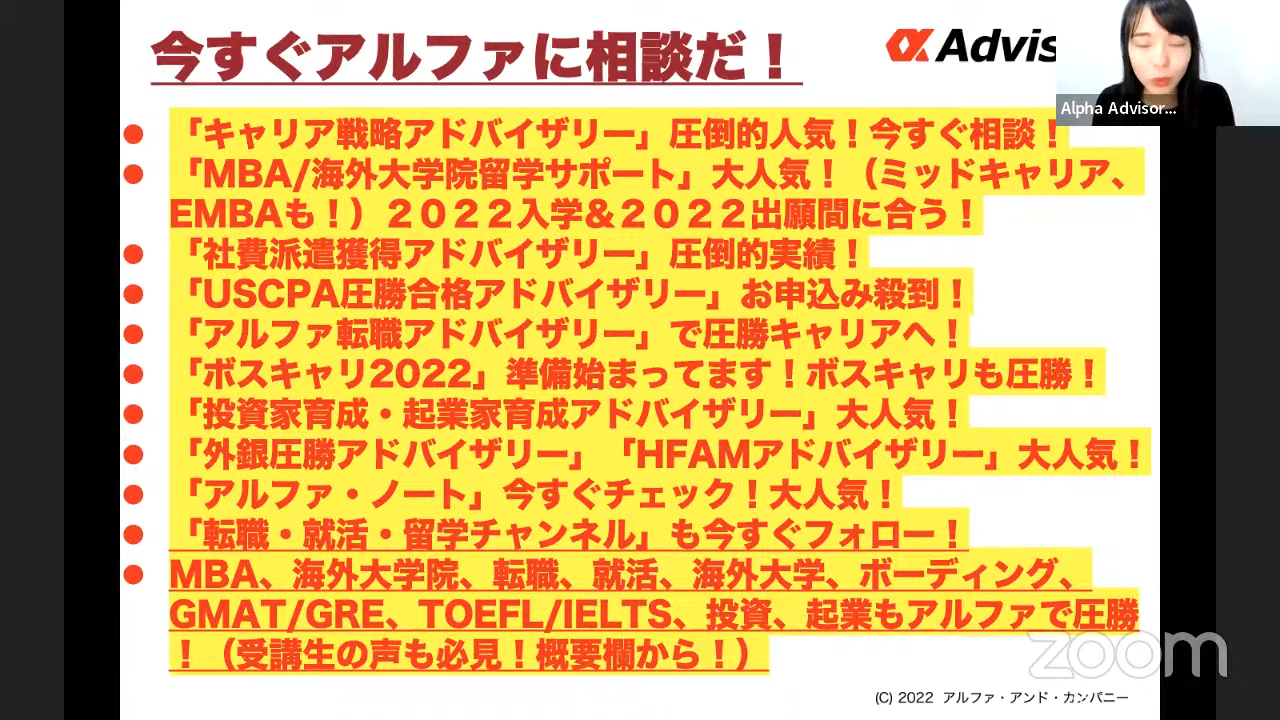 今すぐアルファに相談だ！
αAdvis
Alpha Advisor...
● 「キャリア戦略アドバイザリー」圧倒的人気！今すぐ相談！
● 「MBA/海外大学院留学サポート」大人気！（ミッドキャリア、
EMBAも！）２０２２入学＆２０２２出願間に合う！
● 「社費派遣獲得アドバイザリー」圧倒的実績！
● 「USCPA圧勝合格アドバイザリー」お申込み殺到！
● 「アルファ転職アドバイザリー」で圧勝キャリアへ！
● 「ボスキャリ2022」準備始まってます！ボスキャリも圧勝！
● 「投資家育成・起業家育成アドバイザリー」大人気！
● 「外銀圧勝アドバイザリー」「HFAMアドバイザリー」大人気！
● 「アルファ・ノート」今すぐチェック！大人気！
● 「転職・就活・留学チャンネル」も今すぐフォロー！
● MBA、海外大学院、転職、就活、海外大学、ボーディング、
GMAT/GRE、TOEFL/IELTS、投資、起業もアルファで圧勝
！（受講生の声も必見！概要欄から！）
zoom
(C) 2022 アルファ・アンド・カンパニー